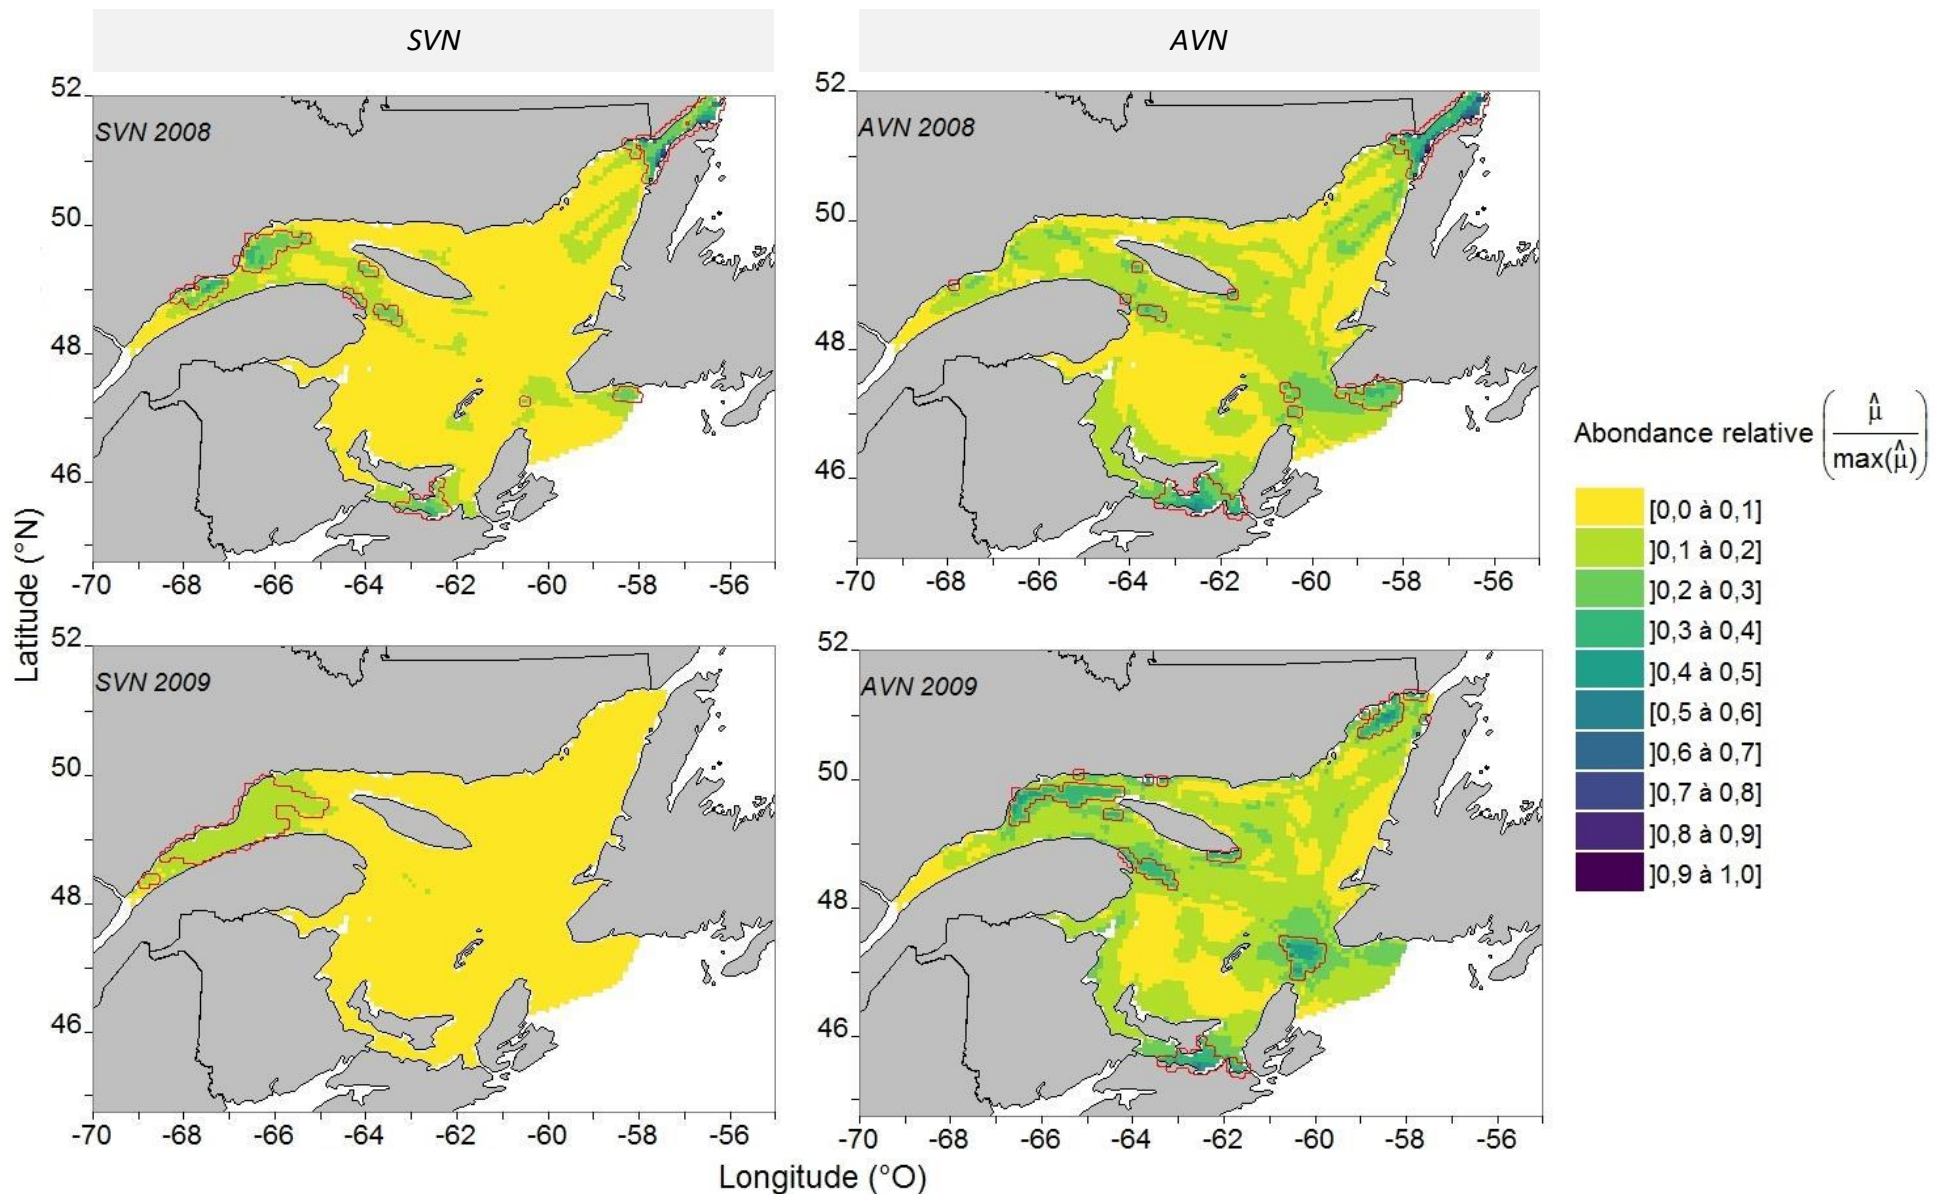 SVN
AVN
52
50
48
46
SVN 2008
-70 -68 -66 -64 -62 -60 -58 -56
52
50
48
46
AVN 2008
-70 -68 -66 -64 -62 -60 -58 -56
52
50
48
46
SVN 2009
-70 -68 -66 -64 -62 -60 -58 -56
52
50
48
46
AVN 2009
-70 -68 -66 -64 -62 -60 -58 -56
Latitude (°N)
Longitude (°O)
Abondance relative (μ̂ / max(μ̂))
[0,0 à 0,1]
]0,1 à 0,2]
]0,2 à 0,3]
]0,3 à 0,4]
]0,4 à 0,5]
[0,5 à 0,6]
]0,6 à 0,7]
]0,7 à 0,8]
]0,8 à 0,9]
]0,9 à 1,0]